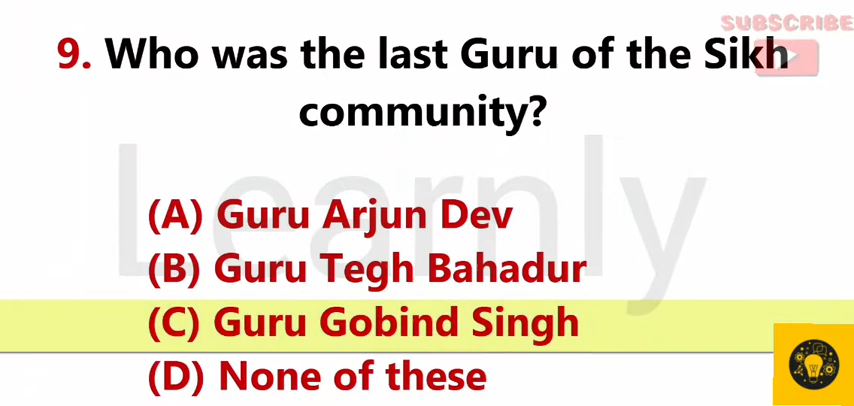 SUBSCRIBE
9. Who was the last Guru of the Sikh
community?
Learnly
(A) Guru Arjun Dev
(B) Guru Tegh Bahadur
(C) Guru Gobind Singh
(D) None of these